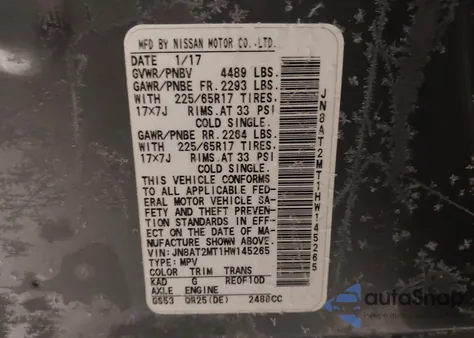 MFD BY NISSAN MOTOR CO.,LTD.
DATE 1/17
GVWR/PNBV 4489 LBS.
GAWR/PNBE FR. 2293 LBS.
WITH 225/65R17 TIRES.
17×7J RIMS.AT 33 PSI
COLD SINGLE.
GAWR/PNBE RR. 2264 LBS.
WITH 225/65R17 TIRES.
17×7J RIMS.AT 33 PSI
COLD SINGLE.
THIS VEHICLE CONFORMS
TO ALL APPLICABLE FED-
ERAL MOTOR VEHICLE SA-
FETY AND THEFT PREVEN-
TION STANDARDS IN EFF-
ECT ON THE DATE OF MA-
NUFACTURE SHOWN ABOVE
VIN:JN8AT2MT1HW145265
TYPE:MPV
COLOR TRIM TRANS
KAD G RE0F10D
AXLE ENGINE
G553 QR25(DE) 2488CC
JN8AT2MT1HW145265
autoSnap